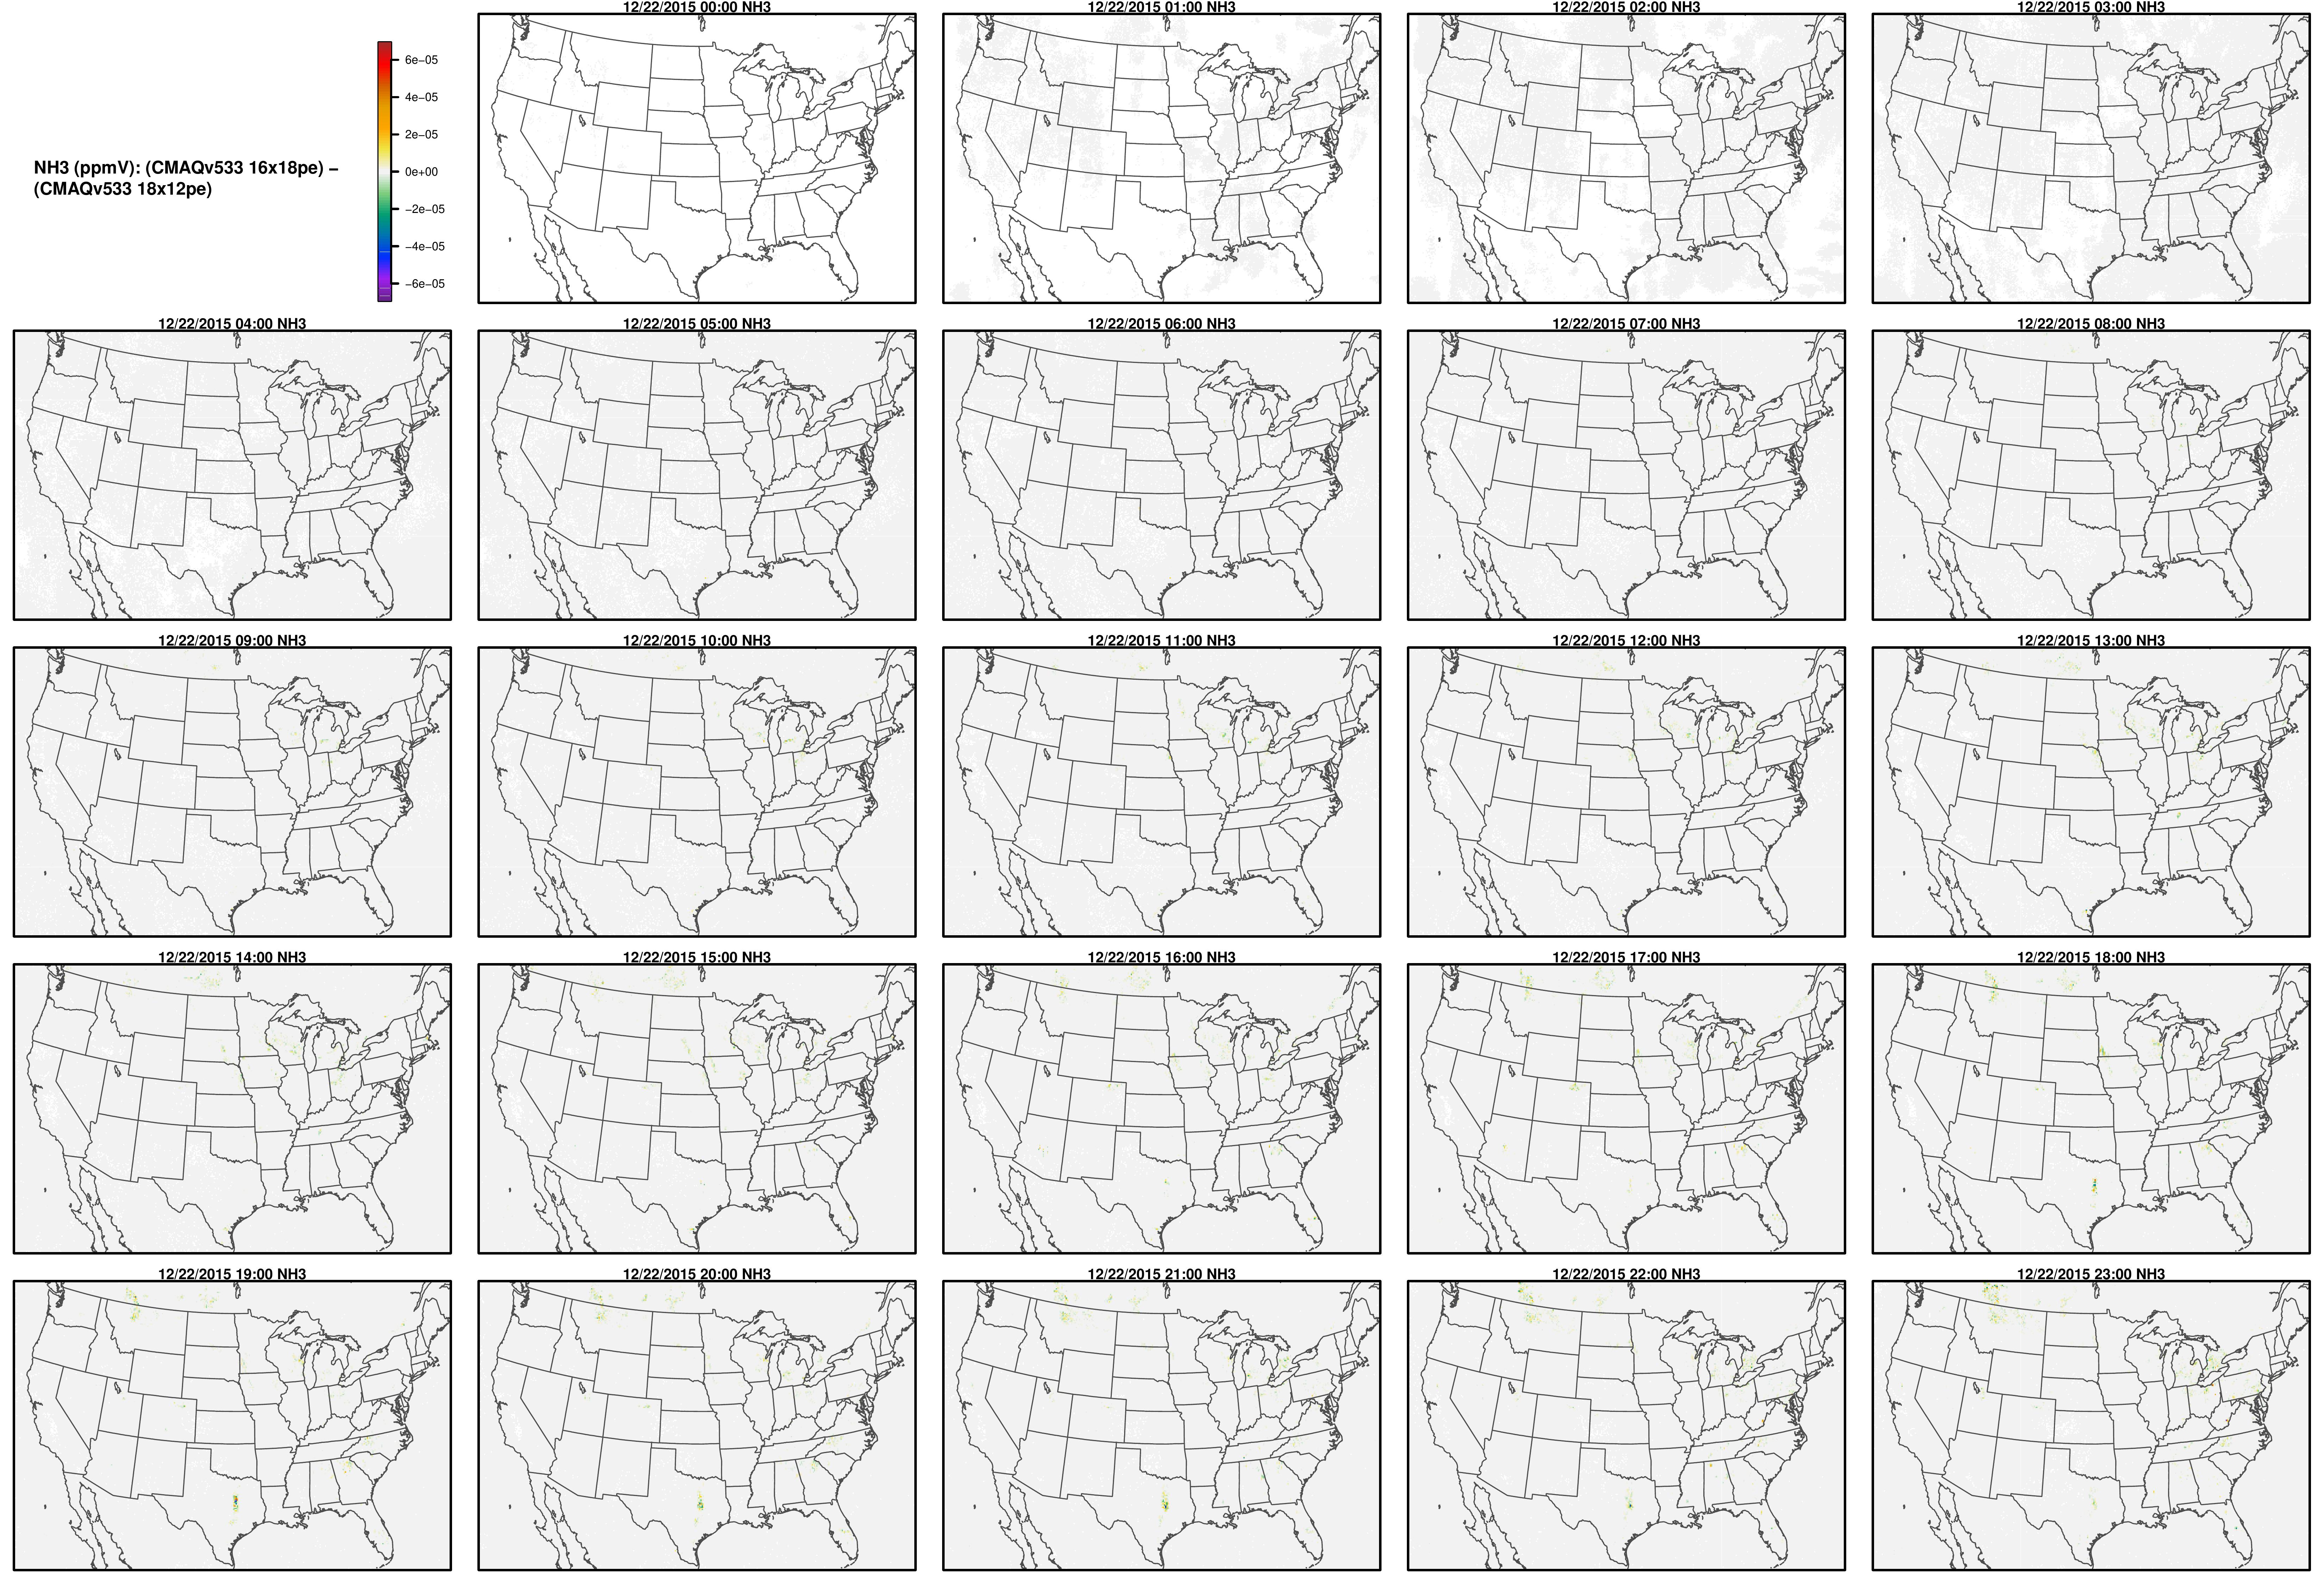 12/22/2015 00:00 NH3
12/22/2015 01:00 NH3
12/22/2015 02:00 NH3
12/22/2015 03:00 NH3
6e−05
4e−05
2e−05
0e+00
−2e−05
−4e−05
−6e−05
NH3 (ppmV): (CMAQv533 16x18pe) −
(CMAQv533 18x12pe)
12/22/2015 04:00 NH3
12/22/2015 05:00 NH3
12/22/2015 06:00 NH3
12/22/2015 07:00 NH3
12/22/2015 08:00 NH3
12/22/2015 09:00 NH3
12/22/2015 10:00 NH3
12/22/2015 11:00 NH3
12/22/2015 12:00 NH3
12/22/2015 13:00 NH3
12/22/2015 14:00 NH3
12/22/2015 15:00 NH3
12/22/2015 16:00 NH3
12/22/2015 17:00 NH3
12/22/2015 18:00 NH3
12/22/2015 19:00 NH3
12/22/2015 20:00 NH3
12/22/2015 21:00 NH3
12/22/2015 22:00 NH3
12/22/2015 23:00 NH3